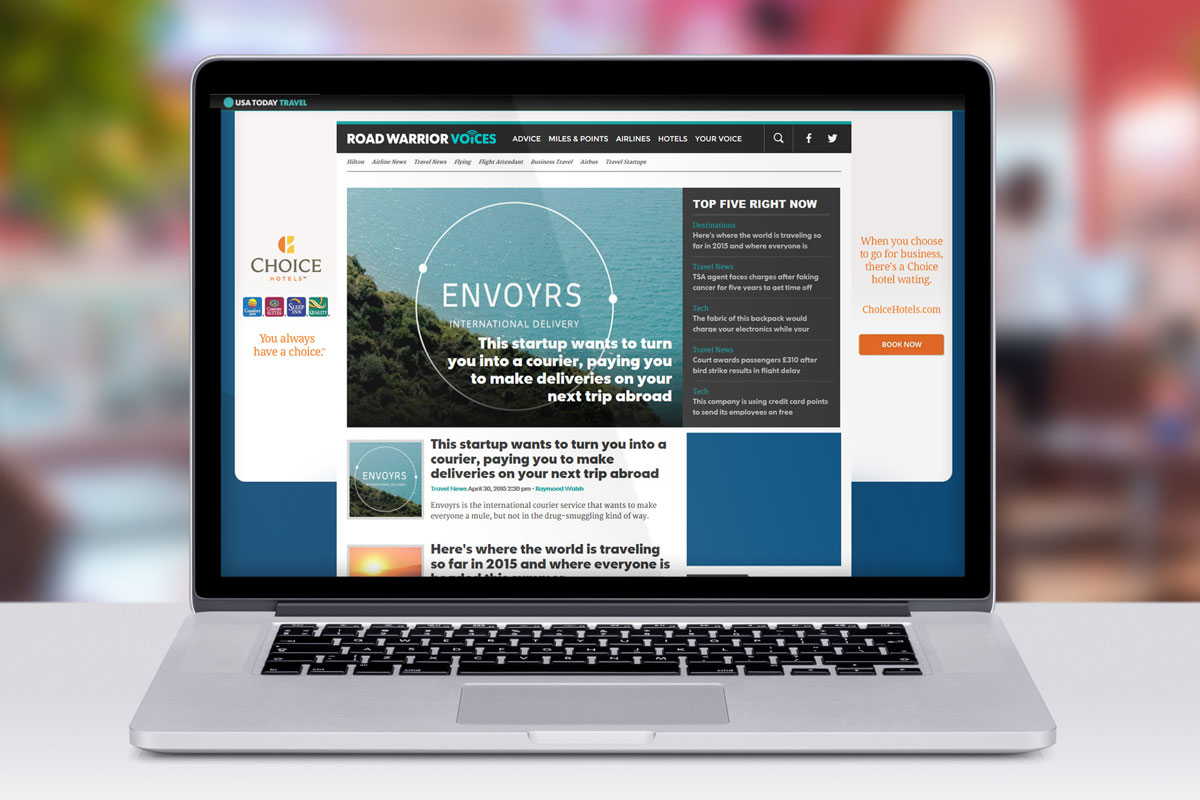 USA TODAY TRAVEL
ROAD WARRIOR VOICES
ADVICE MILES & POINTS AIRLINES HOTELS YOUR VOICE
Hilton Airline News Travel News Flying Flight Attendant Business Travel Airbus Travel Startups
CHOICE
HOTELS™
Comfort
INN
Comfort
SUITES
SLEEP
INN
QUALITY
You always
have a choice.™
ENVOYRS
INTERNATIONAL DELIVERY
This startup wants to turn
you into a courier, paying you
to make deliveries on your
next trip abroad
TOP FIVE RIGHT NOW
Destinations
Here's where the world is traveling so
far in 2015 and where everyone is
Travel News
TSA agent faces charges after faking
cancer for five years to get time off
Tech
The fabric of this backpack would
charge your electronics while your
Travel News
Court awards passengers £310 after
bird strike results in flight delay
Tech
This company is using credit card points
to send its employees on free
When you choose
to go for business,
there's a Choice
hotel wating.
ChoiceHotels.com
BOOK NOW
ENVOYRS
INTERNATIONAL DELIVERY
This startup wants to turn you into a
courier, paying you to make
deliveries on your next trip abroad
Travel News April 30, 2015 2:30 pm - Raymond Walsh
Envoyrs is the international courier service that wants to make
everyone a mule, but not in the drug-smuggling kind of way.
Here's where the world is traveling
so far in 2015 and where everyone is
headed this summer